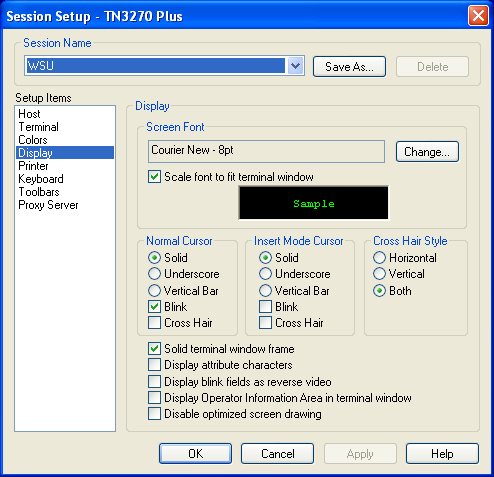 Session Setup - TN3270 Plus
Session Name
WSU
Save As...
Delete
Setup Items
Host
Terminal
Colors
Display
Printer
Keyboard
Toolbars
Proxy Server
Display
Screen Font
Courier New - 8pt
Change...
Scale font to fit terminal window
Sample
Normal Cursor
Solid
Underscore
Vertical Bar
Blink
Cross Hair
Insert Mode Cursor
Solid
Underscore
Vertical Bar
Blink
Cross Hair
Cross Hair Style
Horizontal
Vertical
Both
Solid terminal window frame
Display attribute characters
Display blink fields as reverse video
Display Operator Information Area in terminal window
Disable optimized screen drawing
OK
Cancel
Apply
Help